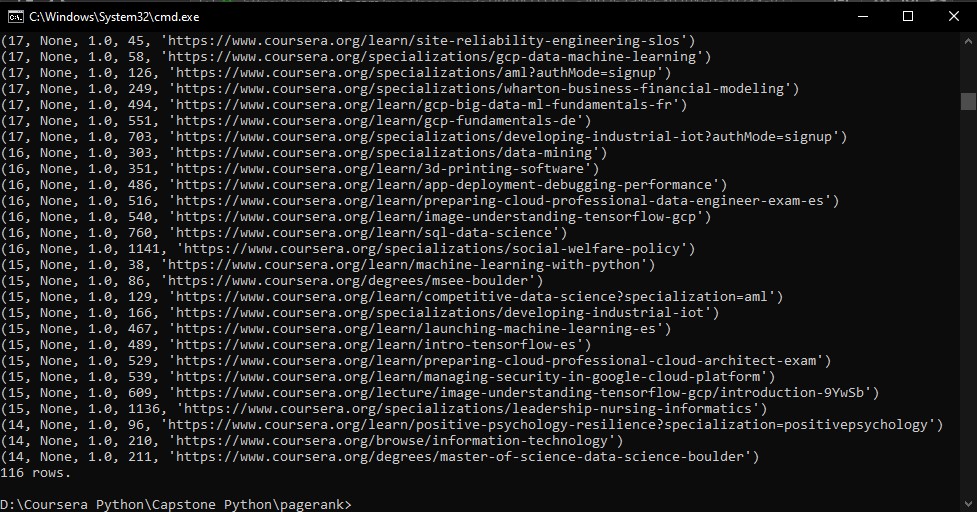 C:\Windows\System32\cmd.exe
(17, None, 1.0, 45, 'https://www.coursera.org/learn/site-reliability-engineering-slos')
(17, None, 1.0, 58, 'https://www.coursera.org/specializations/gcp-data-machine-learning')
(17, None, 1.0, 126, 'https://www.coursera.org/specializations/aml?authMode=signup')
(17, None, 1.0, 249, 'https://www.coursera.org/specializations/wharton-business-financial-modeling')
(17, None, 1.0, 494, 'https://www.coursera.org/learn/gcp-big-data-ml-fundamentals-fr')
(17, None, 1.0, 551, 'https://www.coursera.org/learn/gcp-fundamentals-de')
(17, None, 1.0, 703, 'https://www.coursera.org/specializations/developing-industrial-iot?authMode=signup')
(16, None, 1.0, 303, 'https://www.coursera.org/specializations/data-mining')
(16, None, 1.0, 351, 'https://www.coursera.org/learn/3d-printing-software')
(16, None, 1.0, 486, 'https://www.coursera.org/learn/app-deployment-debugging-performance')
(16, None, 1.0, 516, 'https://www.coursera.org/learn/preparing-cloud-professional-data-engineer-exam-es')
(16, None, 1.0, 540, 'https://www.coursera.org/learn/image-understanding-tensorflow-gcp')
(16, None, 1.0, 760, 'https://www.coursera.org/learn/sql-data-science')
(16, None, 1.0, 1141, 'https://www.coursera.org/specializations/social-welfare-policy')
(15, None, 1.0, 38, 'https://www.coursera.org/learn/machine-learning-with-python')
(15, None, 1.0, 86, 'https://www.coursera.org/degrees/msee-boulder')
(15, None, 1.0, 129, 'https://www.coursera.org/learn/competitive-data-science?specialization=aml')
(15, None, 1.0, 166, 'https://www.coursera.org/specializations/developing-industrial-iot')
(15, None, 1.0, 467, 'https://www.coursera.org/learn/launching-machine-learning-es')
(15, None, 1.0, 489, 'https://www.coursera.org/learn/intro-tensorflow-es')
(15, None, 1.0, 529, 'https://www.coursera.org/learn/preparing-cloud-professional-cloud-architect-exam')
(15, None, 1.0, 539, 'https://www.coursera.org/learn/managing-security-in-google-cloud-platform')
(15, None, 1.0, 609, 'https://www.coursera.org/lecture/image-understanding-tensorflow-gcp/introduction-9YwSb')
(15, None, 1.0, 1136, 'https://www.coursera.org/specializations/leadership-nursing-informatics')
(14, None, 1.0, 96, 'https://www.coursera.org/learn/positive-psychology-resilience?specialization=positivepsychology')
(14, None, 1.0, 210, 'https://www.coursera.org/browse/information-technology')
(14, None, 1.0, 211, 'https://www.coursera.org/degrees/master-of-science-data-science-boulder')
116 rows.
D:\Coursera Python\Capstone Python\pagerank>